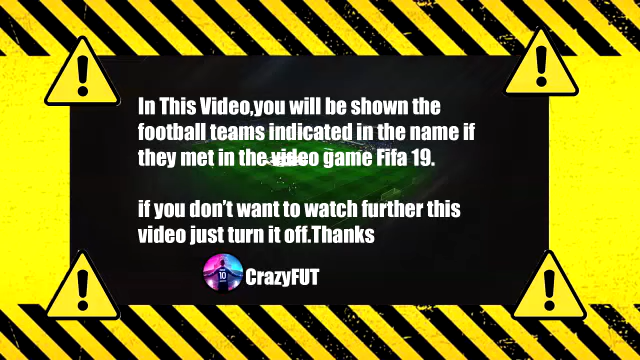 In This Video,you will be shown the
football teams indicated in the name if
they met in the video game Fifa 19.
if you don't want to watch further this
video just turn it off.Thanks
10
CrazyFUT